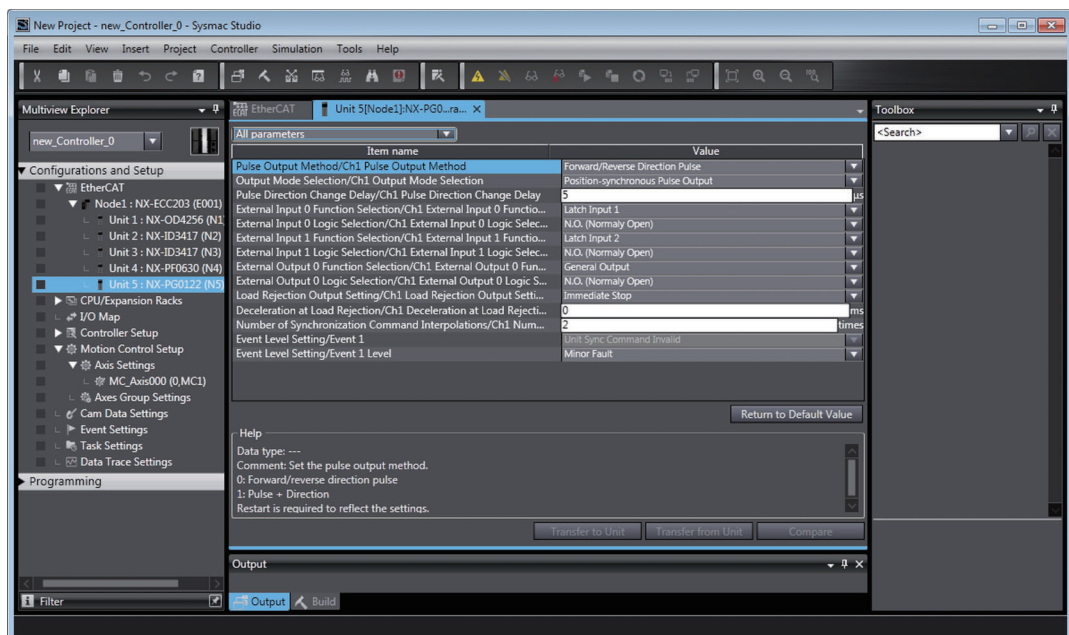 New Project - new_Controller_0 - Sysmac Studio
File Edit View Insert Project Controller Simulation Tools Help
Multiview Explorer
new_Controller_0
Configurations and Setup
EtherCAT
Node1 : NX-ECC203 (E001)
Unit 1 : NX-OD4256 (N1
Unit 2 : NX-ID3417 (N2)
Unit 3 : NX-ID3417 (N3)
Unit 4 : NX-PF0630 (N4)
Unit 5 : NX-PG0122 (N5)
CPU/Expansion Racks
I/O Map
Controller Setup
Motion Control Setup
Axis Settings
MC_Axis000 (0,MC1)
Axes Group Settings
Cam Data Settings
Event Settings
Task Settings
Data Trace Settings
Programming
Filter
EtherCAT
Unit 5[Node1]:NX-PG0...ra... X
All parameters
Item name Value
Pulse Output Method/Ch1 Pulse Output Method Forward/Reverse Direction Pulse
Output Mode Selection/Ch1 Output Mode Selection Position-synchronous Pulse Output
Pulse Direction Change Delay/Ch1 Pulse Direction Change Delay 5 µs
External Input 0 Function Selection/Ch1 External Input 0 Functio... Latch Input 1
External Input 0 Logic Selection/Ch1 External Input 0 Logic Selec... N.O. (Normaly Open)
External Input 1 Function Selection/Ch1 External Input 1 Functio... Latch Input 2
External Input 1 Logic Selection/Ch1 External Input 1 Logic Selec... N.O. (Normaly Open)
External Output 0 Function Selection/Ch1 External Output 0 Fun... General Output
External Output 0 Logic Selection/Ch1 External Output 0 Logic S... N.O. (Normaly Open)
Load Rejection Output Setting/Ch1 Load Rejection Output Setti... Immediate Stop
Deceleration at Load Rejection/Ch1 Deceleration at Load Rejecti... 0 ms
Number of Synchronization Command Interpolations/Ch1 Num... 2 times
Event Level Setting/Event 1 Unit Sync Command Invalid
Event Level Setting/Event 1 Level Minor Fault
Return to Default Value
Help
Data type: ---
Comment: Set the pulse output method.
0: Forward/reverse direction pulse
1: Pulse + Direction
Restart is required to reflect the settings.
Transfer to Unit Transfer from Unit Compare
Output
Output Build
Toolbox
<Search>